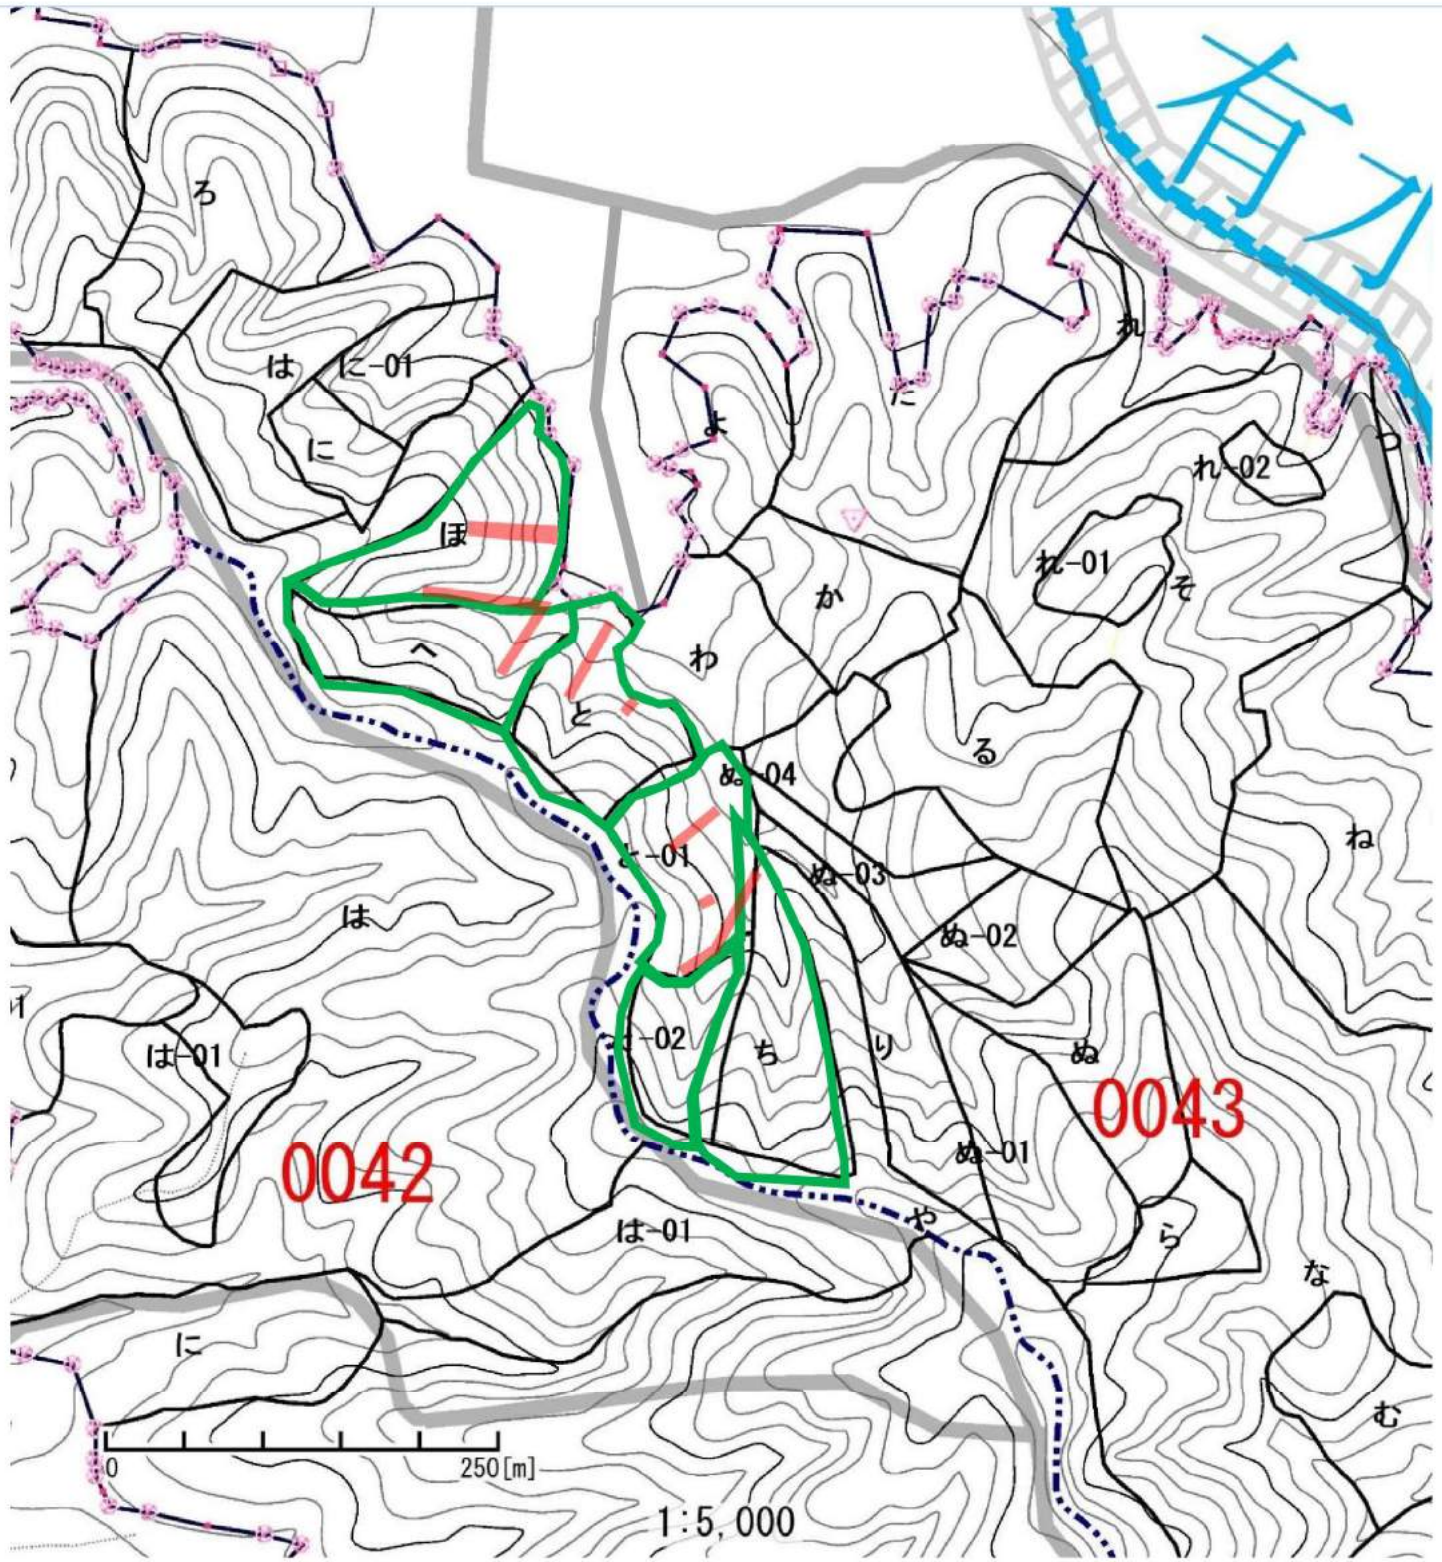 有
ろ
れ
は
に-01
た
よ
つ
に
れ-02
ほ
れ-01
そ
か
へ
わ
と
る
ぬ-04
ね
と-01
ぬ-03
は
ぬ-02
-02
ち
り
ぬ
は-01
0043
0042
ぬ-01
や
は-01
ら
な
に
む
0
250[m]
1:5,000